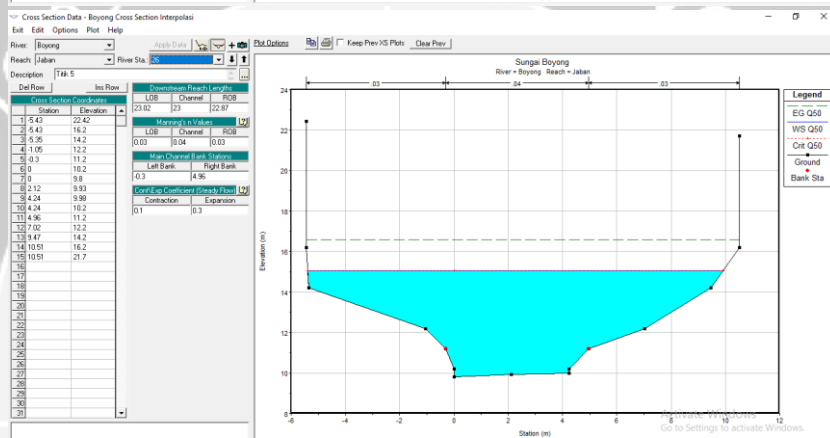 Cross Section Data - Boyong Cross Section Interpolasi
Exit Edit Options Plot Help
River: Boyong Apply Data Plot Options Keep Prev XS Plots Clear Prev
Reach: Jaban River Sta.: 26
Description Titik 5
Del Row Ins Row
Cross Section Coordinates
Station Elevation
1 -5.43 22.42
2 -5.43 16.2
3 -5.35 14.2
4 -1.05 12.2
5 -0.3 11.2
6 0 10.2
7 0 9.8
8 2.12 9.93
9 4.24 9.98
10 4.24 10.2
11 4.96 11.2
12 7.02 12.2
13 9.47 14.2
14 10.51 16.2
15 10.51 21.7
16
17
18
19
20
21
22
23
24
25
26
27
28
29
30
31
Downstream Reach Lengths
LOB Channel ROB
23.02 23 22.87
Manning's n Values
LOB Channel ROB
0.03 0.04 0.03
Main Channel Bank Stations
Left Bank Right Bank
-0.3 4.96
Cont\Exp Coefficient (Steady Flow)
Contraction Expansion
0.1 0.3
Sungai Boyong
River = Boyong Reach = Jaban
.03 .04 .03
24
22
20
18
16
14
12
10
8
Elevation (m)
-6 -4 -2 0 2 4 6 8 10 12
Station (m)
Legend
EG Q50
WS Q50
Crit Q50
Ground
Bank Sta
Activate Windows
Go to Settings to activate Windows.